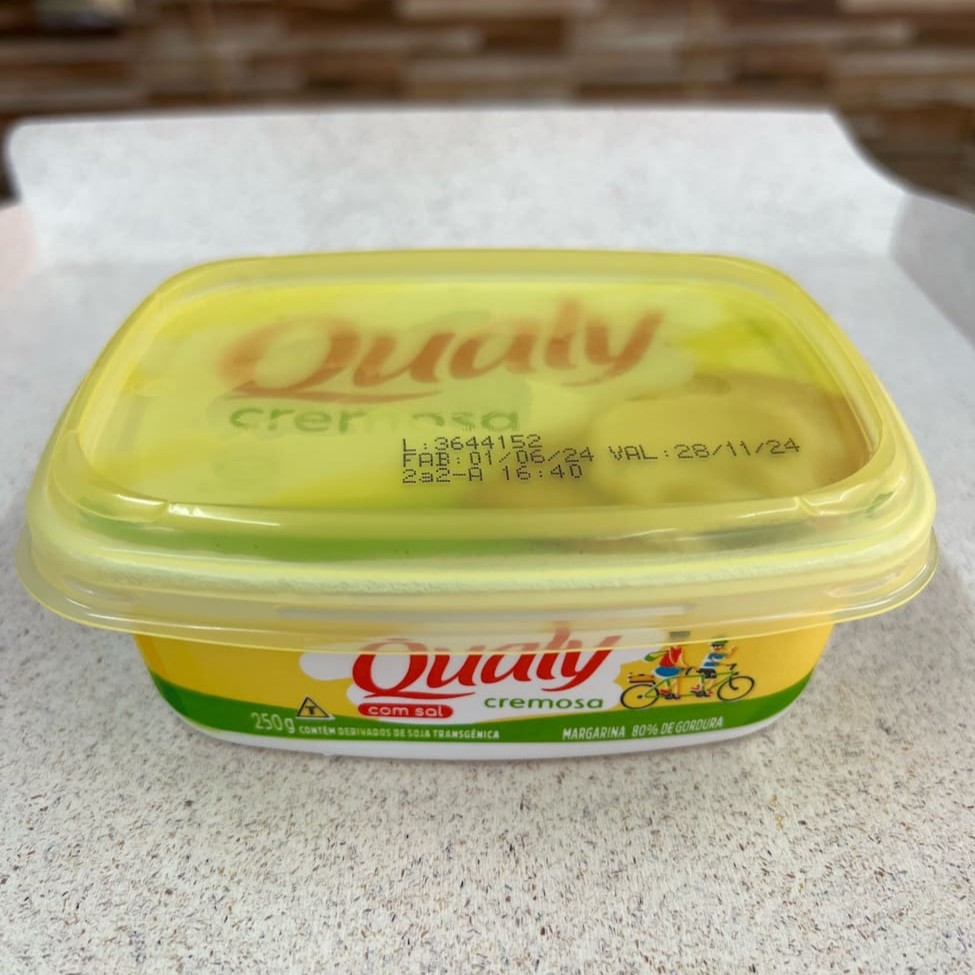 Qualy
cremosa
L:3644152
FAB:01/06/24 VAL:28/11/24
2a2-A 16:40
Qualy
com sal cremosa
250g T CONTÉM DERIVADOS DE SOJA TRANSGÊNICA MARGARINA 80% DE GORDURA